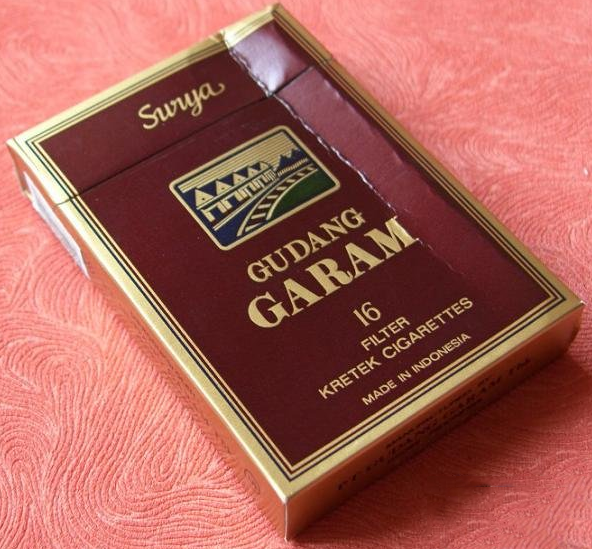 Surya
GUDANG
GARAM
16
FILTER
KRETEK CIGARETTES
MADE IN INDONESIA